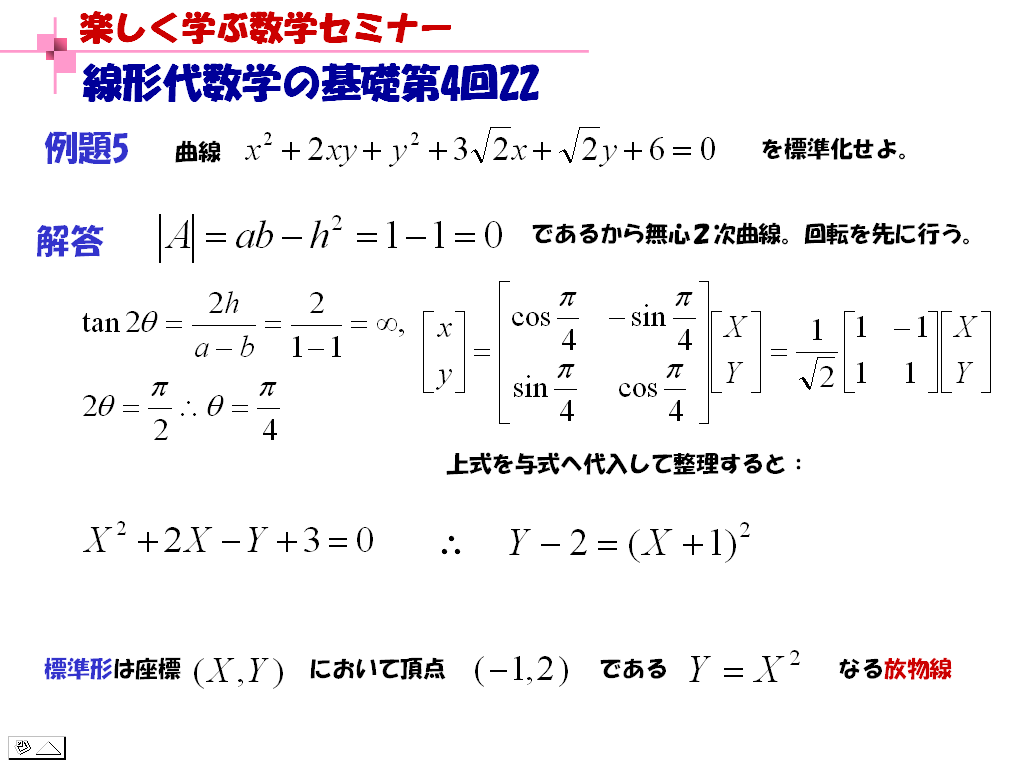 楽しく学ぶ数学セミナー
線形代数学の基礎第4回22
例題5 曲線 x² + 2xy + y² + 3√2x + √2y + 6 = 0 を標準化せよ。
解答 |A| = ab − h² = 1 − 1 = 0 であるから無心２次曲線。回転を先に行う。
tan 2θ = 2h/(a − b) = 2/(1−1) = ∞, [x; y] = [cos π/4, −sin π/4; sin π/4, cos π/4][X; Y] = 1/√2 [1, −1; 1, 1][X; Y]
2θ = π/2 ∴ θ = π/4
上式を与式へ代入して整理すると：
X² + 2X − Y + 3 = 0 ∴ Y − 2 = (X + 1)²
標準形は座標 (X, Y) において頂点 (−1,2) である Y = X² なる放物線